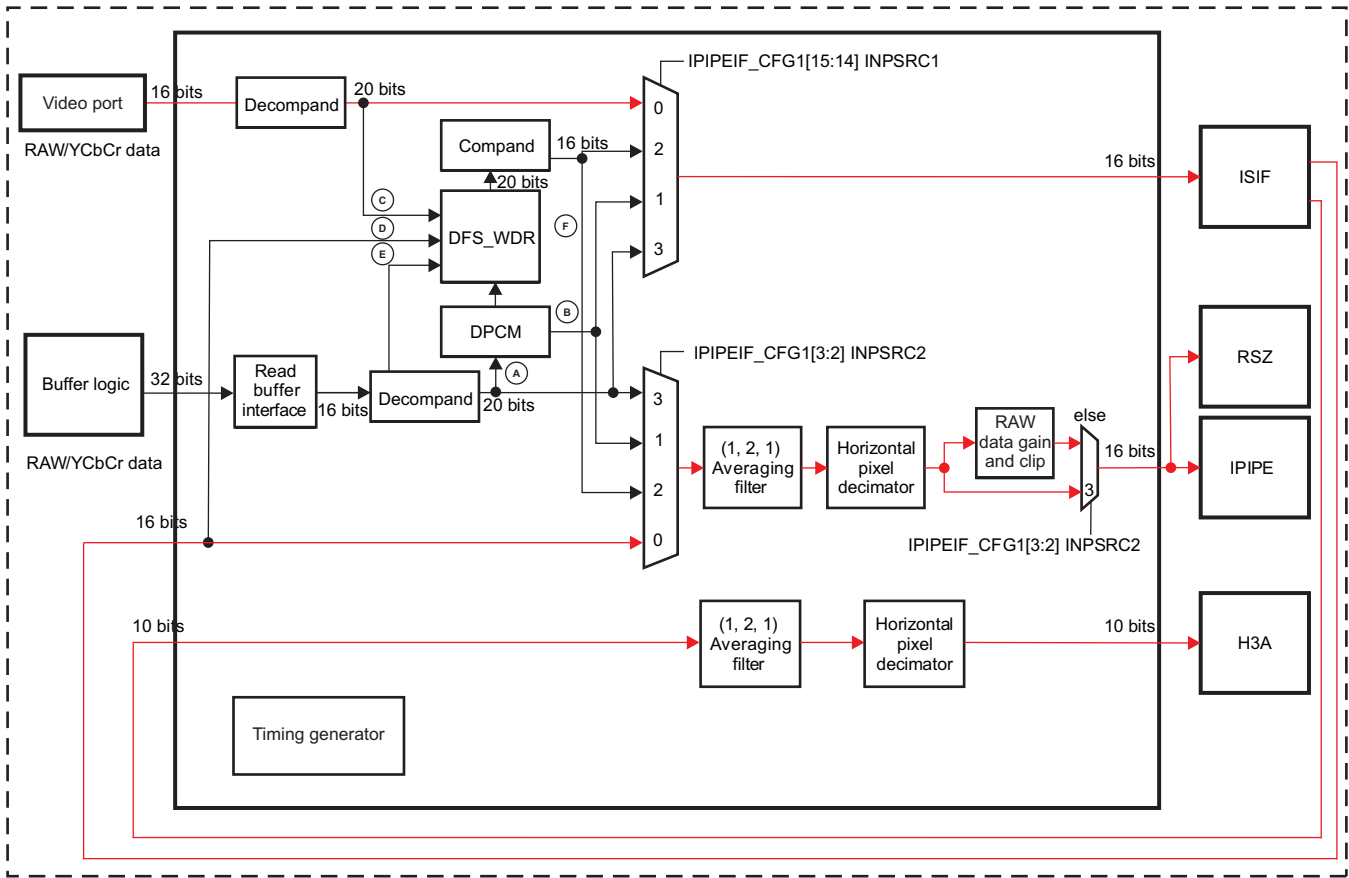 IPIPEIF_CFG1[15:14] INPSRC1
Video port
16 bits
Decompand
20 bits
0
RAW/YCbCr data
Compand
16 bits
2
16 bits
ISIF
20 bits
C
1
D
DFS_WDR
F
E
3
B
DPCM
IPIPEIF_CFG1[3:2] INPSRC2
RSZ
Buffer logic
32 bits
Read
buffer
interface
16 bits
Decompand
A
20 bits
3
RAW/YCbCr data
1
(1, 2, 1)
Averaging
filter
Horizontal
pixel
decimator
RAW
data gain
and clip
else
16 bits
IPIPE
3
2
16 bits
0
IPIPEIF_CFG1[3:2] INPSRC2
10 bits
(1, 2, 1)
Averaging
filter
Horizontal
pixel
decimator
10 bits
H3A
Timing generator